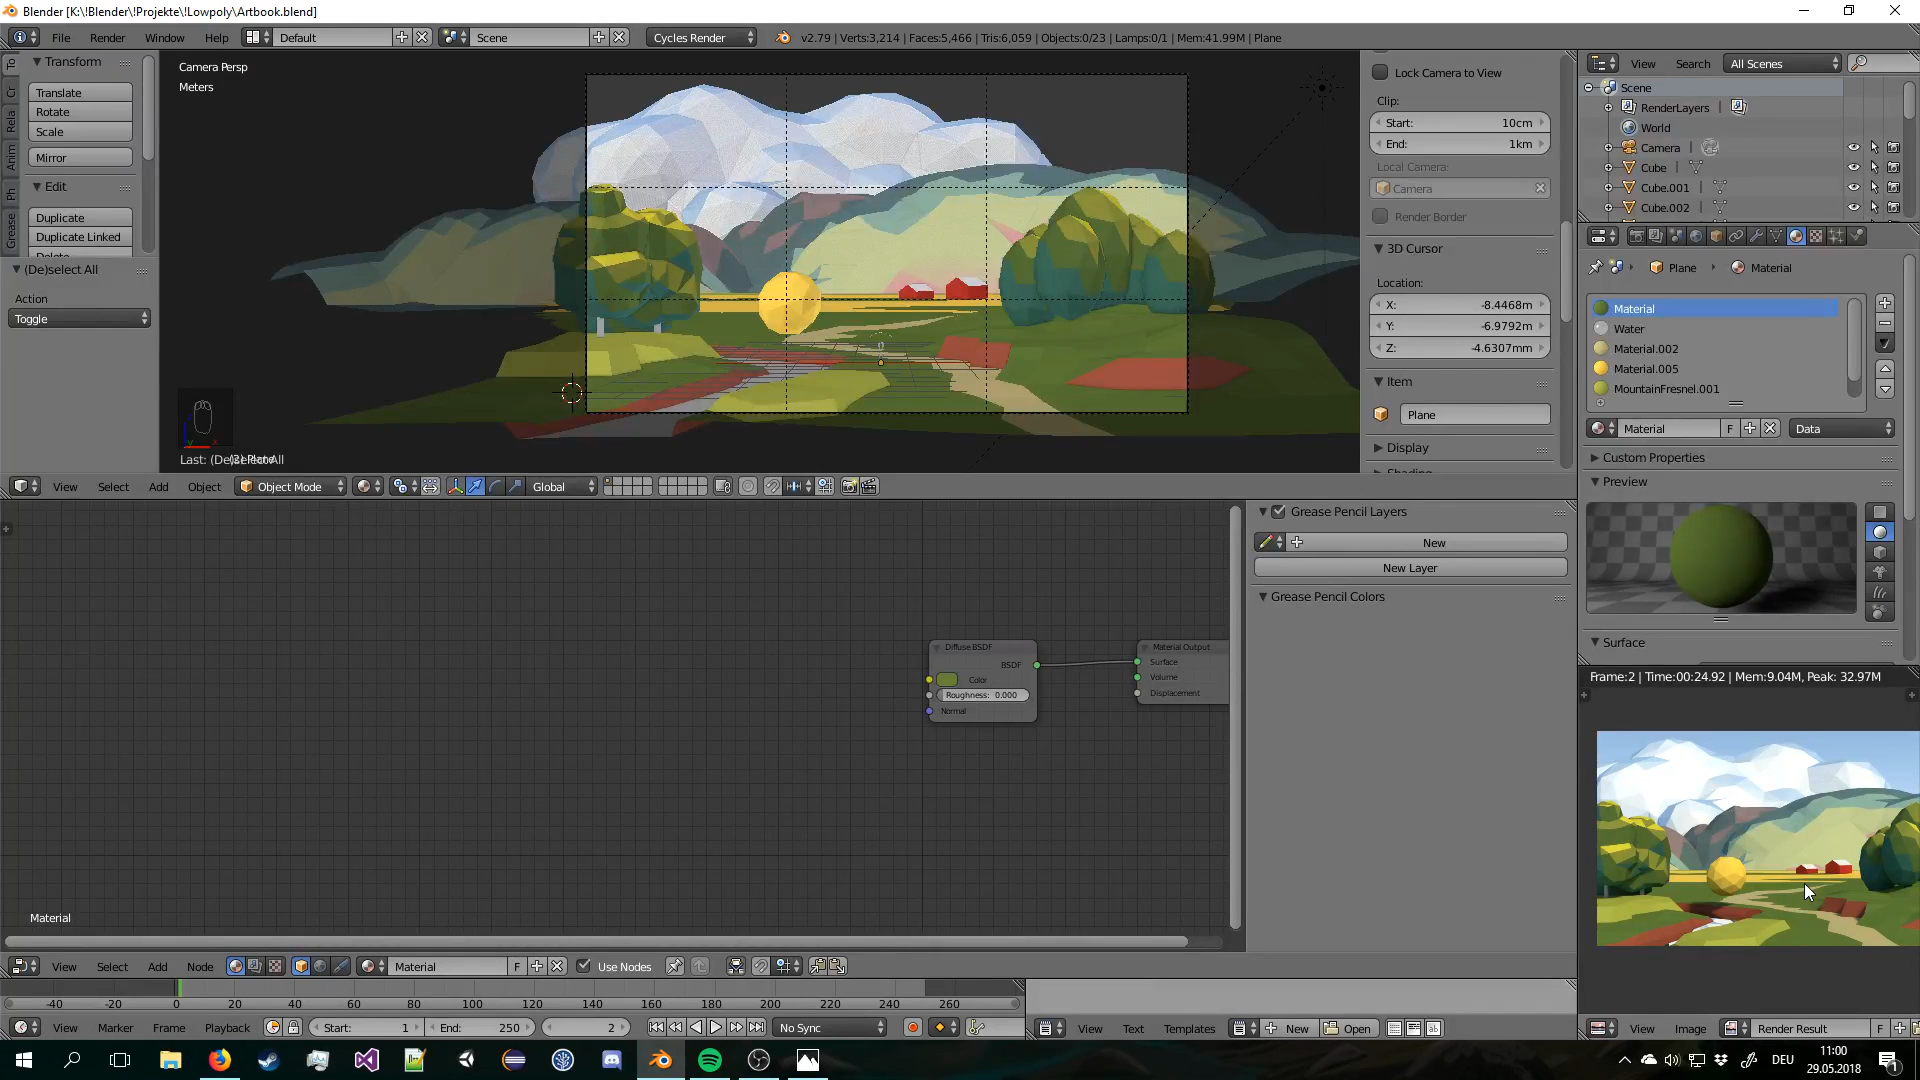 Blender [K:\!Blender\!Projekte\!Lowpoly\Artbook.blend]
File Render Window Help Default Scene Cycles Render v2.79 | Verts:3,214 | Faces:5,466 | Tris:6,059 | Objects:0/23 | Lamps:0/1 | Mem:41.99M | Plane
Transform
Translate
Rotate
Scale
Mirror
Edit
Duplicate
Duplicate Linked
To
Cr
Rela
Anim
Ph
Grease
(De)select All
Action
Toggle
Camera Persp
Meters
Last: (De)select All
Lock Camera to View
Clip:
Start: 10cm
End: 1km
Local Camera:
Camera
Render Border
3D Cursor
Location:
X: -8.4468m
Y: -6.9792m
Z: -4.6307mm
Item
Plane
Display
View Search All Scenes
Scene
RenderLayers
World
Camera
Cube
Cube.001
Cube.002
Plane Material
Material
Water
Material.002
Material.005
MountainFresnel.001
Material F Data
Custom Properties
Preview
Surface
View Select Add Object Object Mode Global
Grease Pencil Layers
New
New Layer
Grease Pencil Colors
Diffuse BSDF
BSDF
Color
Roughness: 0.000
Normal
Material Output
Surface
Volume
Displacement
Material
Frame:2 | Time:00:24.92 | Mem:9.04M, Peak: 32.97M
View Select Add Node Material F Use Nodes
-40 -20 0 20 40 60 80 100 120 140 160 180 200 220 240 260
View Marker Frame Playback Start: 1 End: 250 2 No Sync
View Text Templates New Open
View Image Render Result F
DEU
11:00
29.05.2018